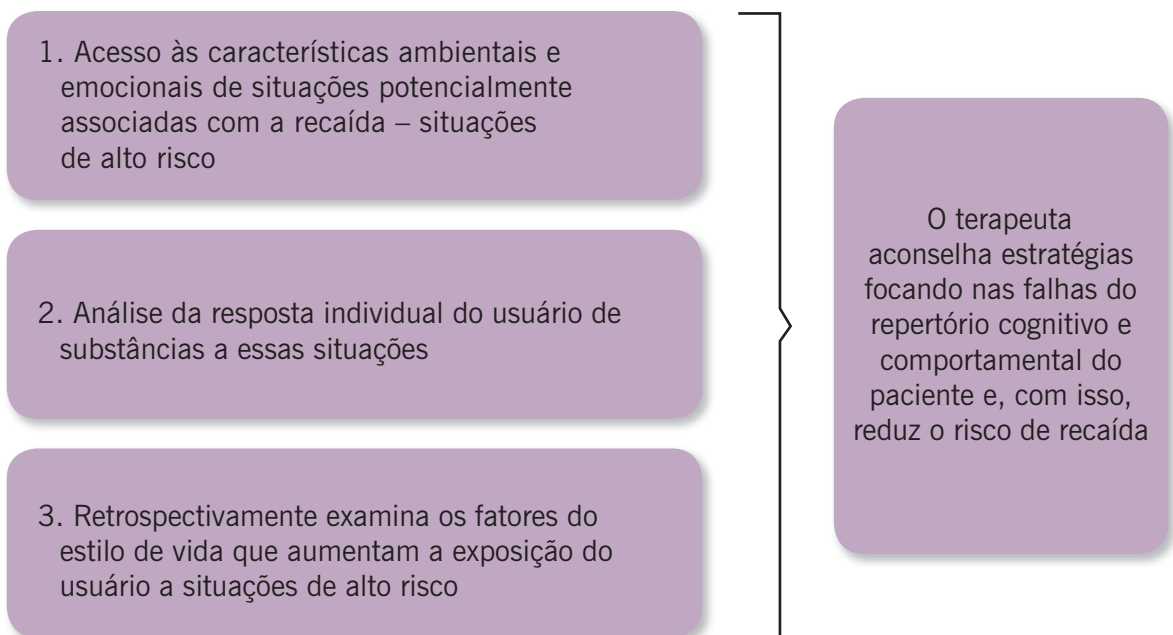 1. Acesso às características ambientais e
emocionais de situações potencialmente
associadas com a recaída – situações
de alto risco
2. Análise da resposta individual do usuário de
substâncias a essas situações
3. Retrospectivamente examina os fatores do
estilo de vida que aumentam a exposição do
usuário a situações de alto risco
O terapeuta
aconselha estratégias
focando nas falhas do
repertório cognitivo e
comportamental do
paciente e, com isso,
reduz o risco de recaída